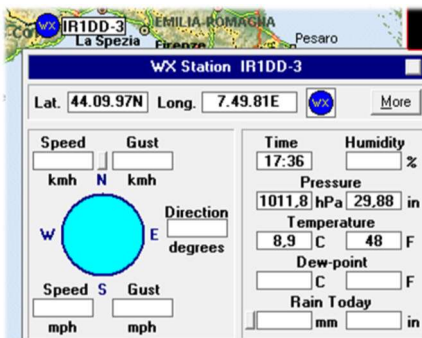 EMILIA-ROMAGNA
WX IR1DD-3
La Spezia
Firenze
Pesaro
WX Station IR1DD-3
Lat. 44.09.97N Long. 7.49.81E WX More
Speed Gust
kmh N kmh
W E
Direction
degrees
Speed S Gust
mph mph
Time Humidity
17:36 %
Pressure
1011,8 hPa 29,88 in
Temperature
8,9 C 48 F
Dew-point
C F
Rain Today
mm in